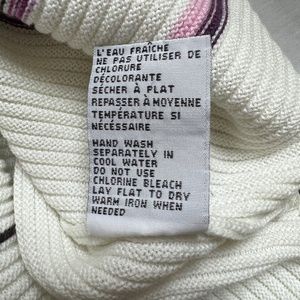 L'EAU FRAÎCHE
NE PAS UTILISER DE
CHLORURE
DÉCOLORANTE
SÉCHER À PLAT
REPASSER À MOYENNE
TEMPÉRATURE SI
NÉCESSAIRE
HAND WASH
SEPARATELY IN
COOL WATER
DO NOT USE
CHLORINE BLEACH
LAY FLAT TO DRY
WARM IRON WHEN
NEEDED